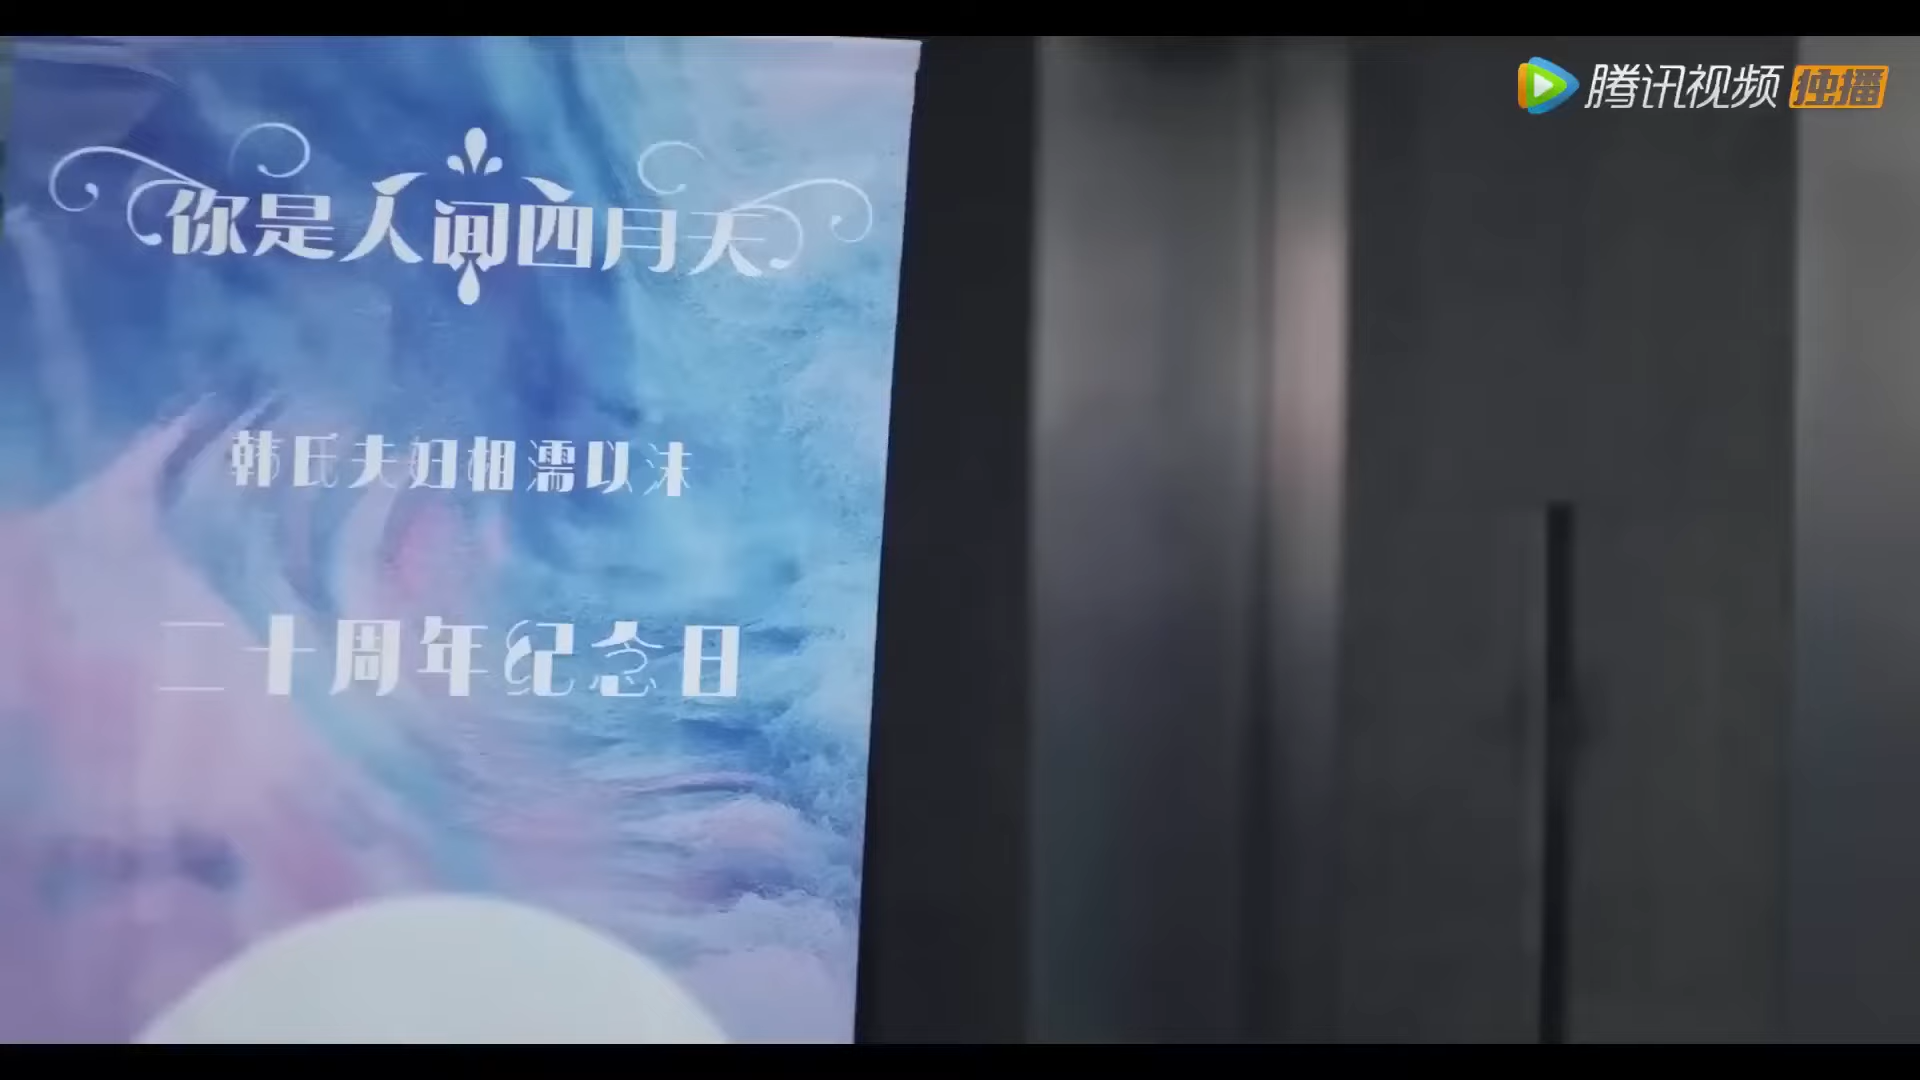 腾讯视频 独播
你是人间四月天
韩氏夫妇相濡以沫
二十周年纪念日